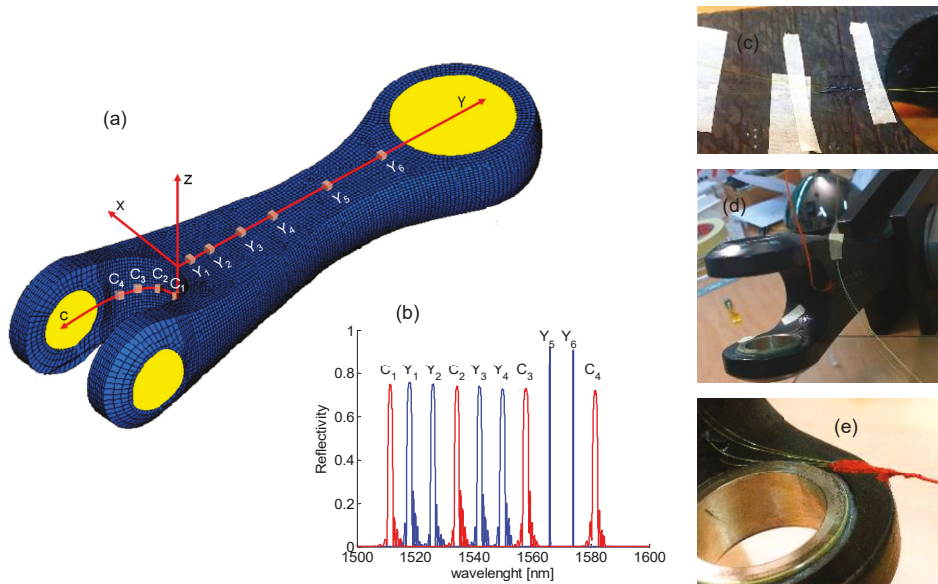 (a)
Z
X
Y
Y₆
Y₅
Y₄
Y₃
Y₂
Y₁
C₄
C₃
C₂
C₁
c
(b)
Reflectivity
1
0.8
0.6
0.4
0.2
0
C₁ Y₁ Y₂ C₂ Y₃ Y₄ C₃ Y₅ Y₆ C₄
1500 1520 1540 1560 1580 1600
wavelenght [nm]
(c)
(d)
(e)